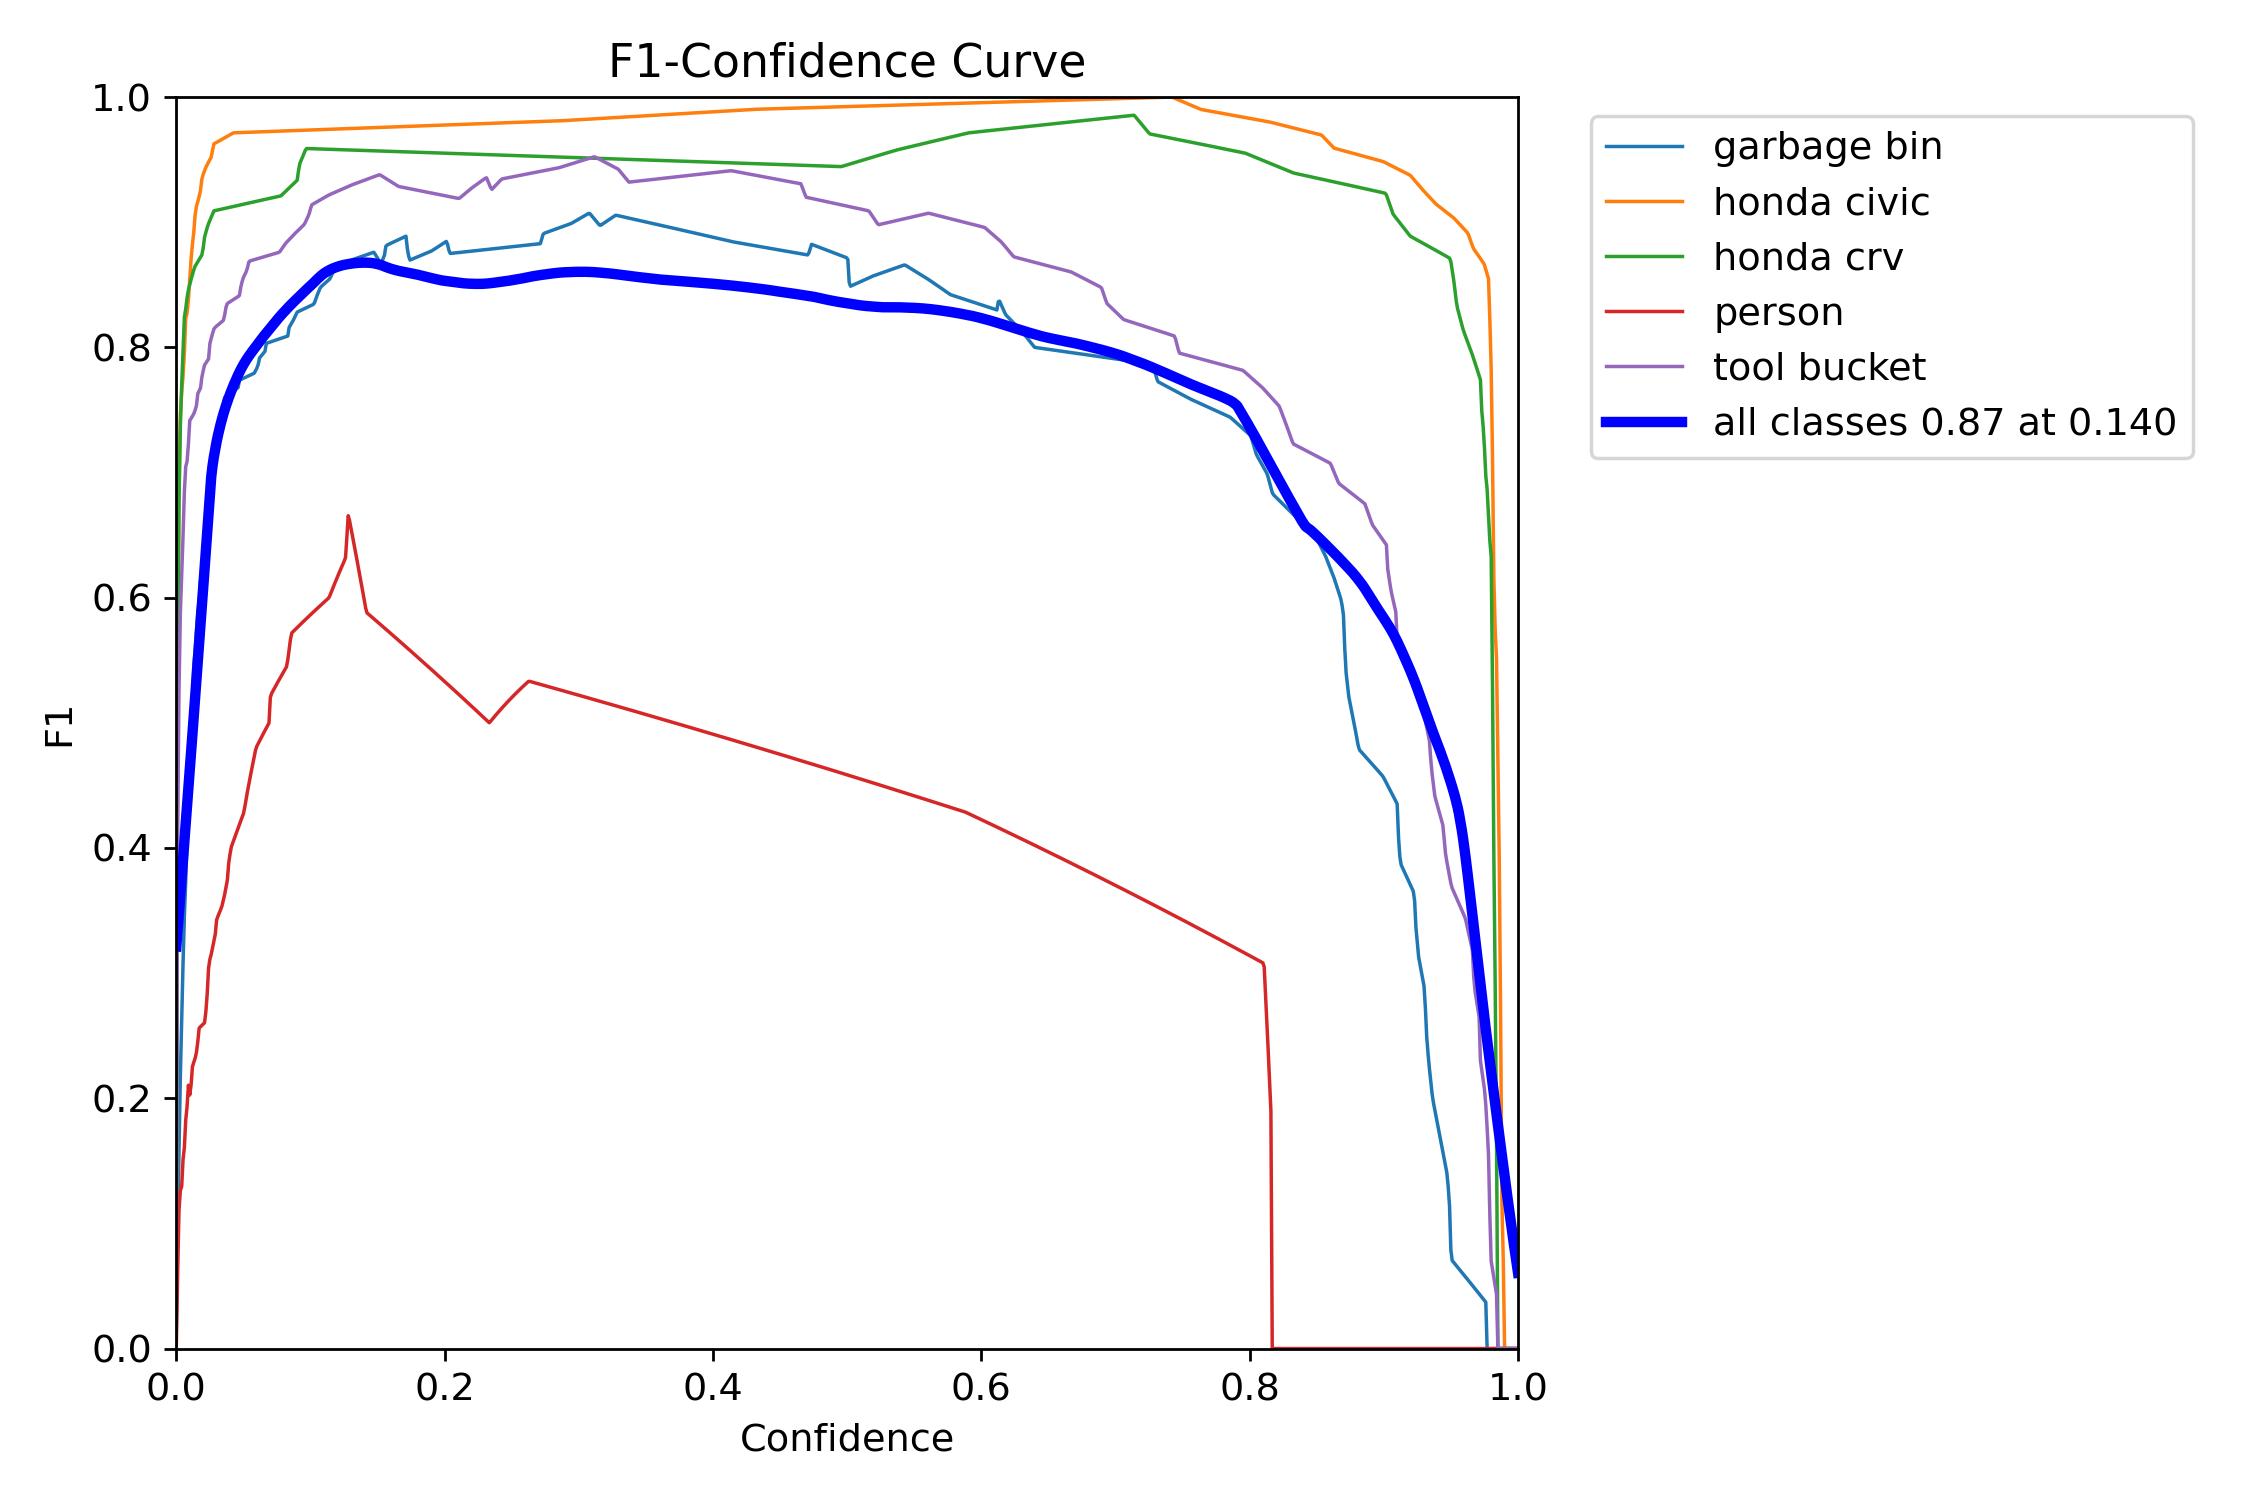 F1-Confidence Curve
1.0
0.8
0.6
0.4
0.2
0.0
F1
0.0 0.2 0.4 0.6 0.8 1.0
Confidence
garbage bin
honda civic
honda crv
person
tool bucket
all classes 0.87 at 0.140